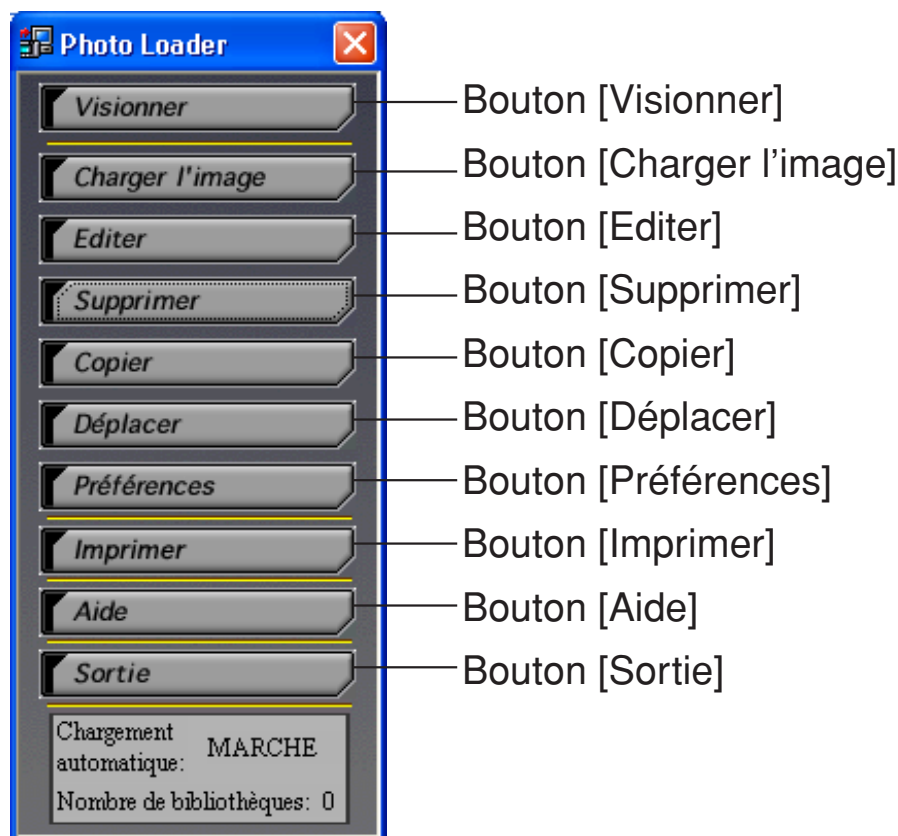 Photo Loader
Visionner
Bouton [Visionner]
Charger l'image
Bouton [Charger l’image]
Editer
Bouton [Editer]
Supprimer
Bouton [Supprimer]
Copier
Bouton [Copier]
Déplacer
Bouton [Déplacer]
Préférences
Bouton [Préférences]
Imprimer
Bouton [Imprimer]
Aide
Bouton [Aide]
Sortie
Bouton [Sortie]
Chargement
automatique: MARCHE
Nombre de bibliothèques: 0